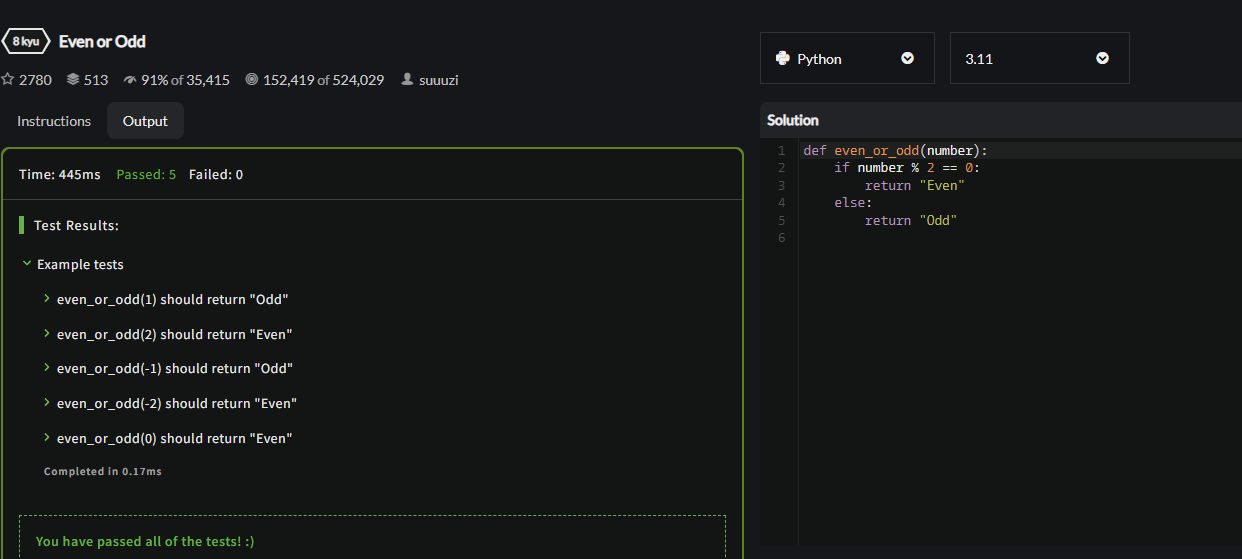 8 kyu Even or Odd
2780 513 91% of 35,415 152,419 of 524,029 suuuzi
Instructions Output
Time: 445ms Passed: 5 Failed: 0
Test Results:
Example tests
even_or_odd(1) should return "Odd"
even_or_odd(2) should return "Even"
even_or_odd(-1) should return "Odd"
even_or_odd(-2) should return "Even"
even_or_odd(0) should return "Even"
Completed in 0.17ms
You have passed all of the tests! :)
Python 3.11
Solution
1 def even_or_odd(number):
2     if number % 2 == 0:
3         return "Even"
4     else:
5         return "Odd"
6